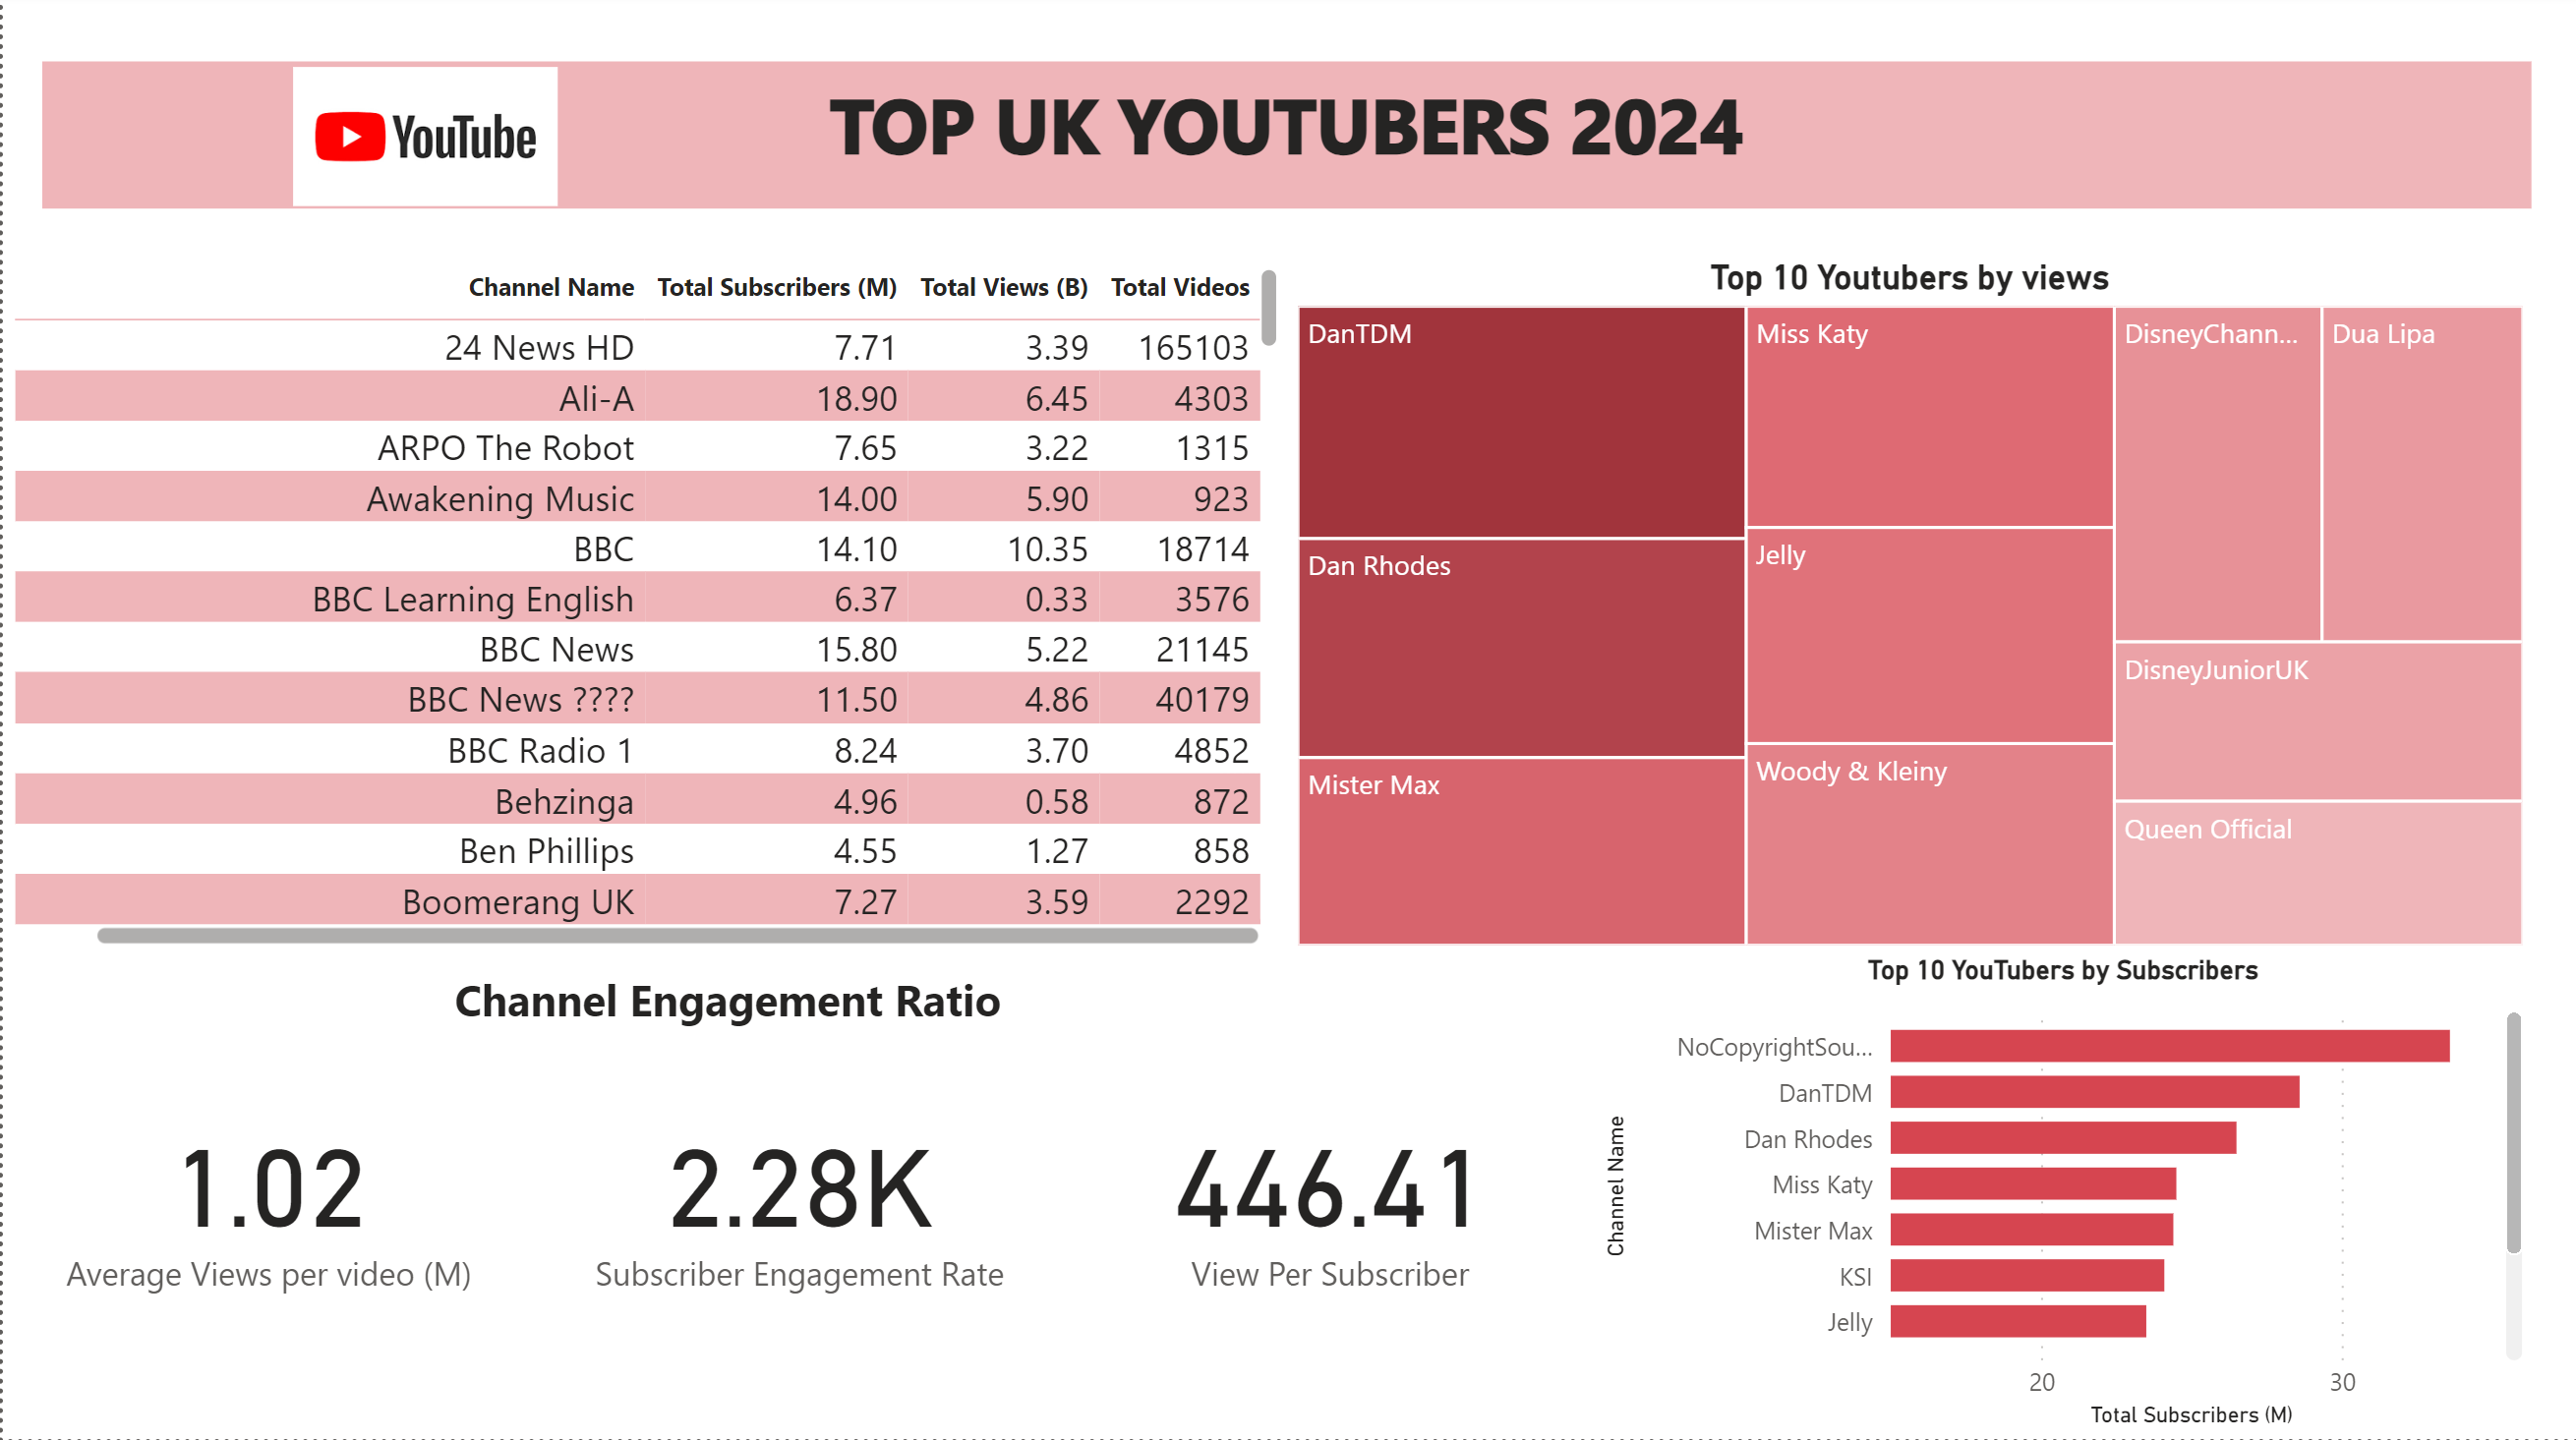 YouTube
TOP UK YOUTUBERS 2024
Channel Name Total Subscribers (M) Total Views (B) Total Videos
24 News HD 7.71 3.39 165103
Ali-A 18.90 6.45 4303
ARPO The Robot 7.65 3.22 1315
Awakening Music 14.00 5.90 923
BBC 14.10 10.35 18714
BBC Learning English 6.37 0.33 3576
BBC News 15.80 5.22 21145
BBC News ???? 11.50 4.86 40179
BBC Radio 1 8.24 3.70 4852
Behzinga 4.96 0.58 872
Ben Phillips 4.55 1.27 858
Boomerang UK 7.27 3.59 2292
Top 10 Youtubers by views
DanTDM
Dan Rhodes
Mister Max
Miss Katy
Jelly
Woody & Kleiny
DisneyChann...
Dua Lipa
DisneyJuniorUK
Queen Official
Channel Engagement Ratio
1.02
Average Views per video (M)
2.28K
Subscriber Engagement Rate
446.41
View Per Subscriber
Top 10 YouTubers by Subscribers
Channel Name
NoCopyrightSou...
DanTDM
Dan Rhodes
Miss Katy
Mister Max
KSI
Jelly
20 30
Total Subscribers (M)